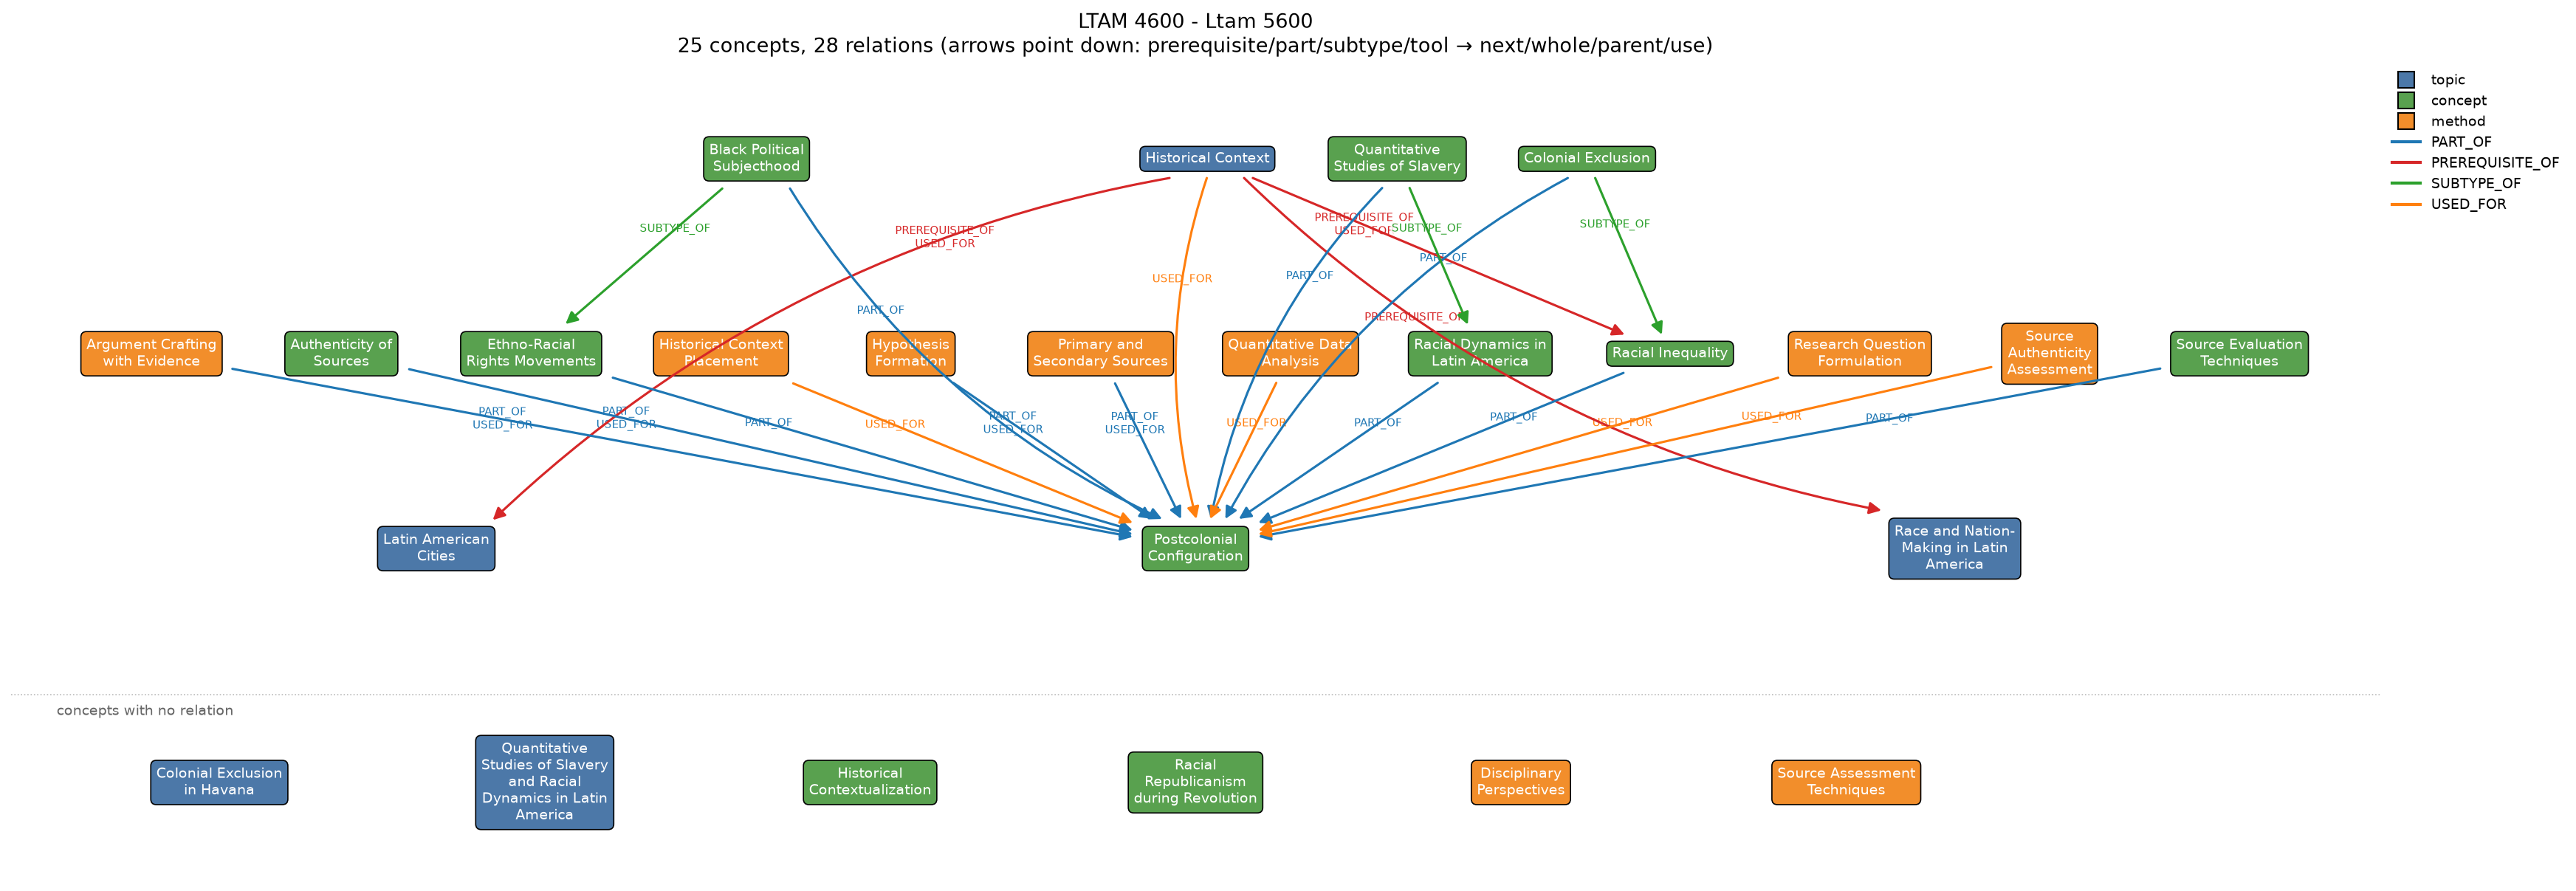 LTAM 4600 - Ltam 5600
25 concepts, 28 relations (arrows point down: prerequisite/part/subtype/tool → next/whole/parent/use)
topic
concept
method
PART_OF
PREREQUISITE_OF
SUBTYPE_OF
USED_FOR
Black Political
Subjecthood
Historical Context
Quantitative
Studies of Slavery
Colonial Exclusion
SUBTYPE_OF
PREREQUISITE_OF
USED_FOR
PREREQUISITE_OF
USED_FOR
SUBTYPE_OF
SUBTYPE_OF
PART_OF
USED_FOR
PART_OF
PART_OF
PREREQUISITE_OF
Argument Crafting
with Evidence
Authenticity of
Sources
Ethno-Racial
Rights Movements
Historical Context
Placement
Hypothesis
Formation
Primary and
Secondary Sources
Quantitative Data
Analysis
Racial Dynamics in
Latin America
Racial Inequality
Research Question
Formulation
Source
Authenticity
Assessment
Source Evaluation
Techniques
PART_OF
USED_FOR
PART_OF
USED_FOR
PART_OF
USED_FOR
PART_OF
USED_FOR
PART_OF
USED_FOR
USED_FOR
PART_OF
PART_OF
USED_FOR
USED_FOR
PART_OF
Latin American
Cities
Postcolonial
Configuration
Race and Nation-
Making in Latin
America
concepts with no relation
Colonial Exclusion
in Havana
Quantitative
Studies of Slavery
and Racial
Dynamics in Latin
America
Historical
Contextualization
Racial
Republicanism
during Revolution
Disciplinary
Perspectives
Source Assessment
Techniques